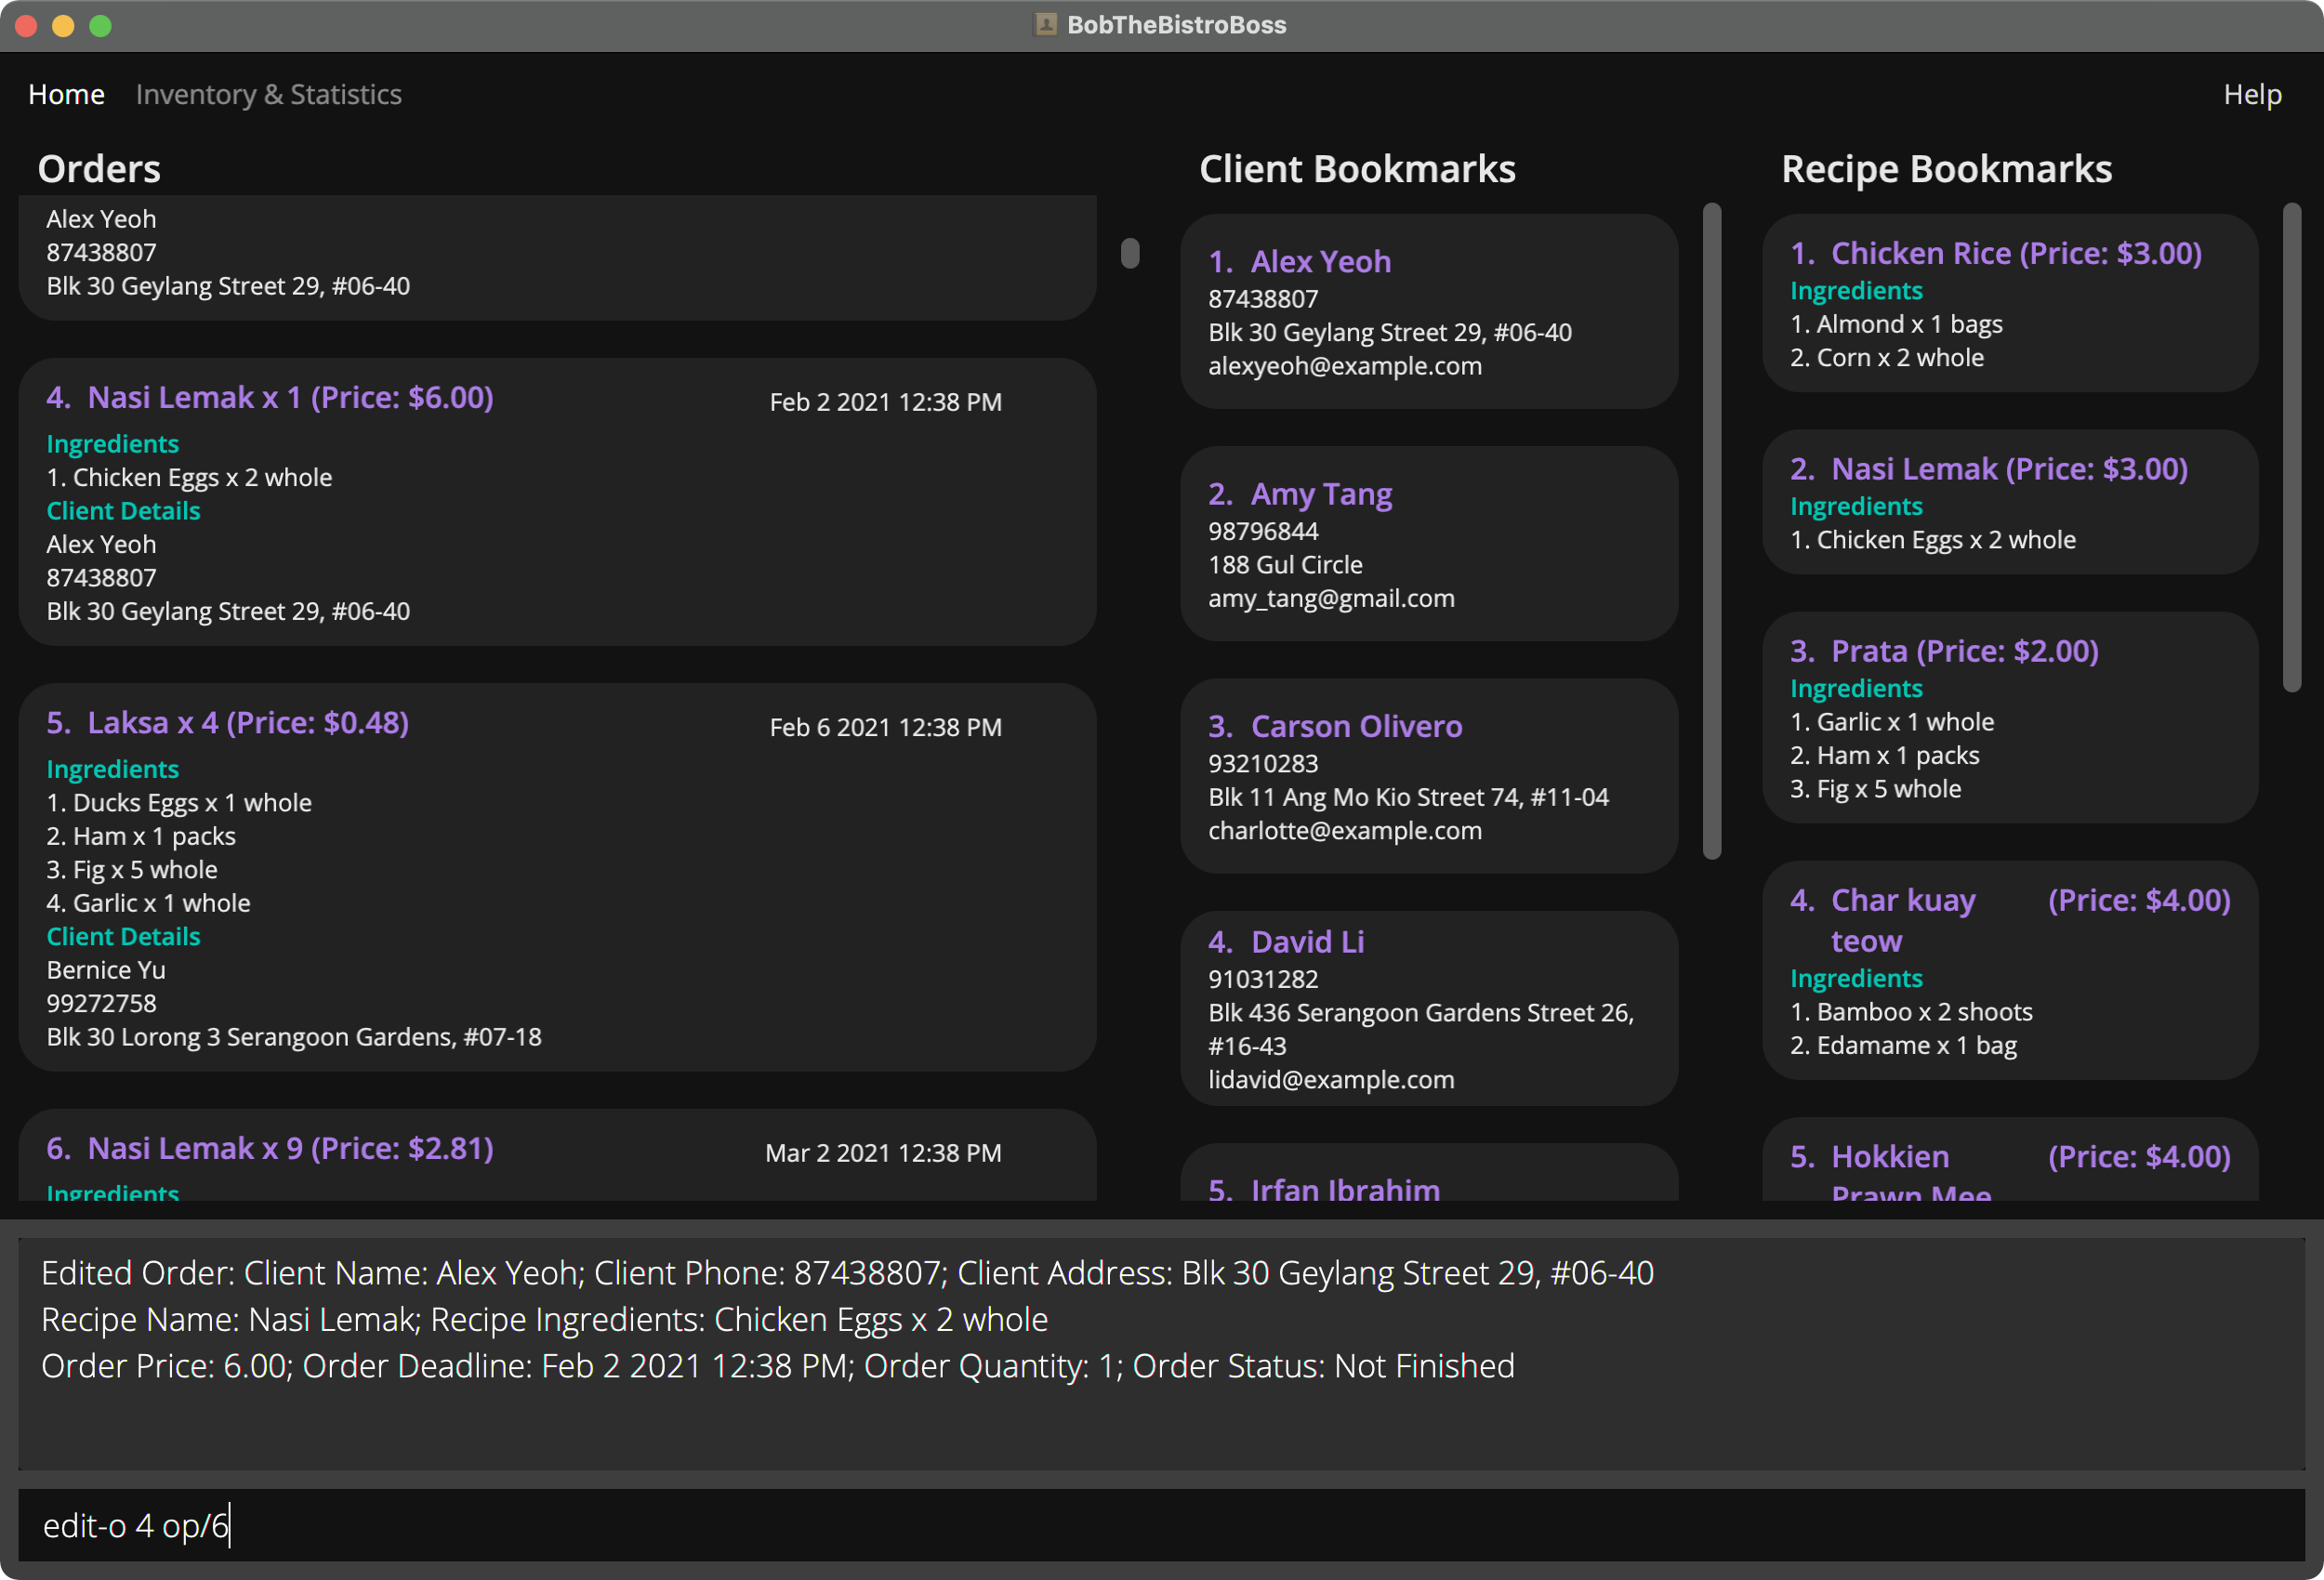 BobTheBistroBoss
Home Inventory & Statistics Help
Orders
Alex Yeoh
87438807
Blk 30 Geylang Street 29, #06-40
4. Nasi Lemak x 1 (Price: $6.00) Feb 2 2021 12:38 PM
Ingredients
1. Chicken Eggs x 2 whole
Client Details
Alex Yeoh
87438807
Blk 30 Geylang Street 29, #06-40
5. Laksa x 4 (Price: $0.48) Feb 6 2021 12:38 PM
Ingredients
1. Ducks Eggs x 1 whole
2. Ham x 1 packs
3. Fig x 5 whole
4. Garlic x 1 whole
Client Details
Bernice Yu
99272758
Blk 30 Lorong 3 Serangoon Gardens, #07-18
6. Nasi Lemak x 9 (Price: $2.81) Mar 2 2021 12:38 PM
Ingredients
Client Bookmarks
1. Alex Yeoh
87438807
Blk 30 Geylang Street 29, #06-40
alexyeoh@example.com
2. Amy Tang
98796844
188 Gul Circle
amy_tang@gmail.com
3. Carson Olivero
93210283
Blk 11 Ang Mo Kio Street 74, #11-04
charlotte@example.com
4. David Li
91031282
Blk 436 Serangoon Gardens Street 26,
#16-43
lidavid@example.com
5. Irfan Ibrahim
Recipe Bookmarks
1. Chicken Rice (Price: $3.00)
Ingredients
1. Almond x 1 bags
2. Corn x 2 whole
2. Nasi Lemak (Price: $3.00)
Ingredients
1. Chicken Eggs x 2 whole
3. Prata (Price: $2.00)
Ingredients
1. Garlic x 1 whole
2. Ham x 1 packs
3. Fig x 5 whole
4. Char kuay (Price: $4.00)
teow
Ingredients
1. Bamboo x 2 shoots
2. Edamame x 1 bag
5. Hokkien (Price: $4.00)
Prawn Mee
Edited Order: Client Name: Alex Yeoh; Client Phone: 87438807; Client Address: Blk 30 Geylang Street 29, #06-40
Recipe Name: Nasi Lemak; Recipe Ingredients: Chicken Eggs x 2 whole
Order Price: 6.00; Order Deadline: Feb 2 2021 12:38 PM; Order Quantity: 1; Order Status: Not Finished
edit-o 4 op/6